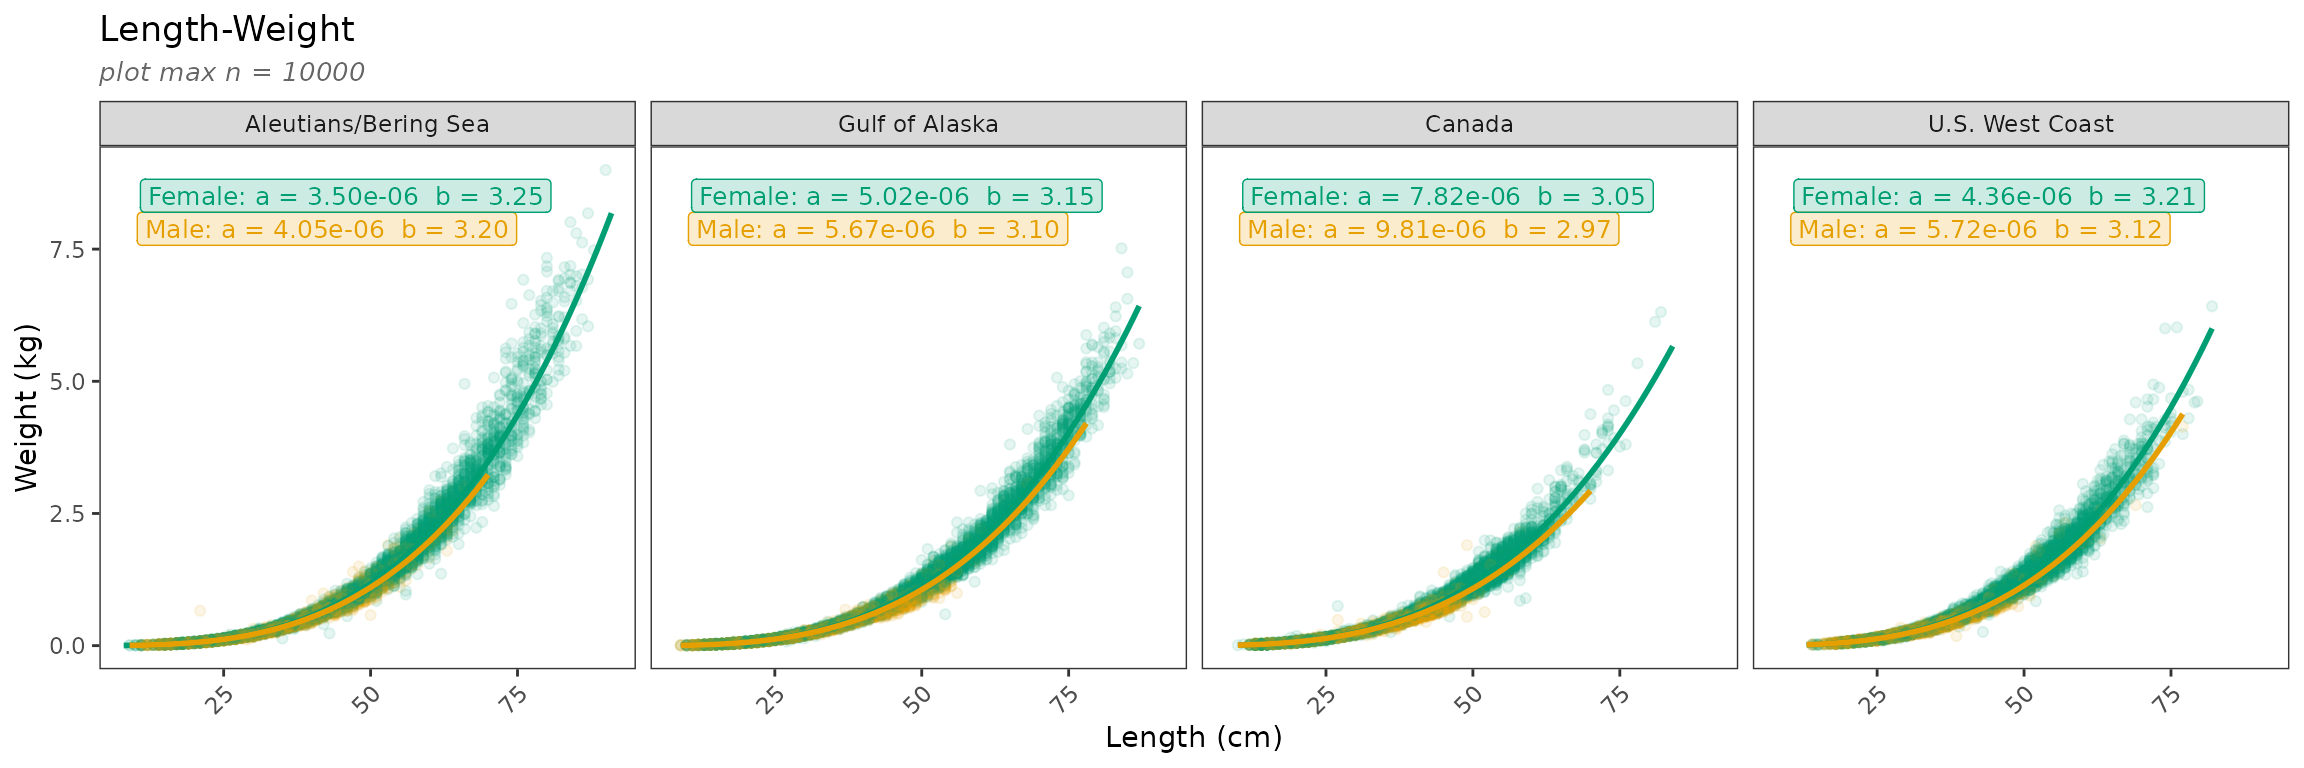 Length-Weight
plot max n = 10000
Aleutians/Bering Sea
Gulf of Alaska
Canada
U.S. West Coast
Female: a = 3.50e-06  b = 3.25
Male: a = 4.05e-06  b = 3.20
Female: a = 5.02e-06  b = 3.15
Male: a = 5.67e-06  b = 3.10
Female: a = 7.82e-06  b = 3.05
Male: a = 9.81e-06  b = 2.97
Female: a = 4.36e-06  b = 3.21
Male: a = 5.72e-06  b = 3.12
Weight (kg)
7.5
5.0
2.5
0.0
25
50
75
25
50
75
25
50
75
25
50
75
Length (cm)